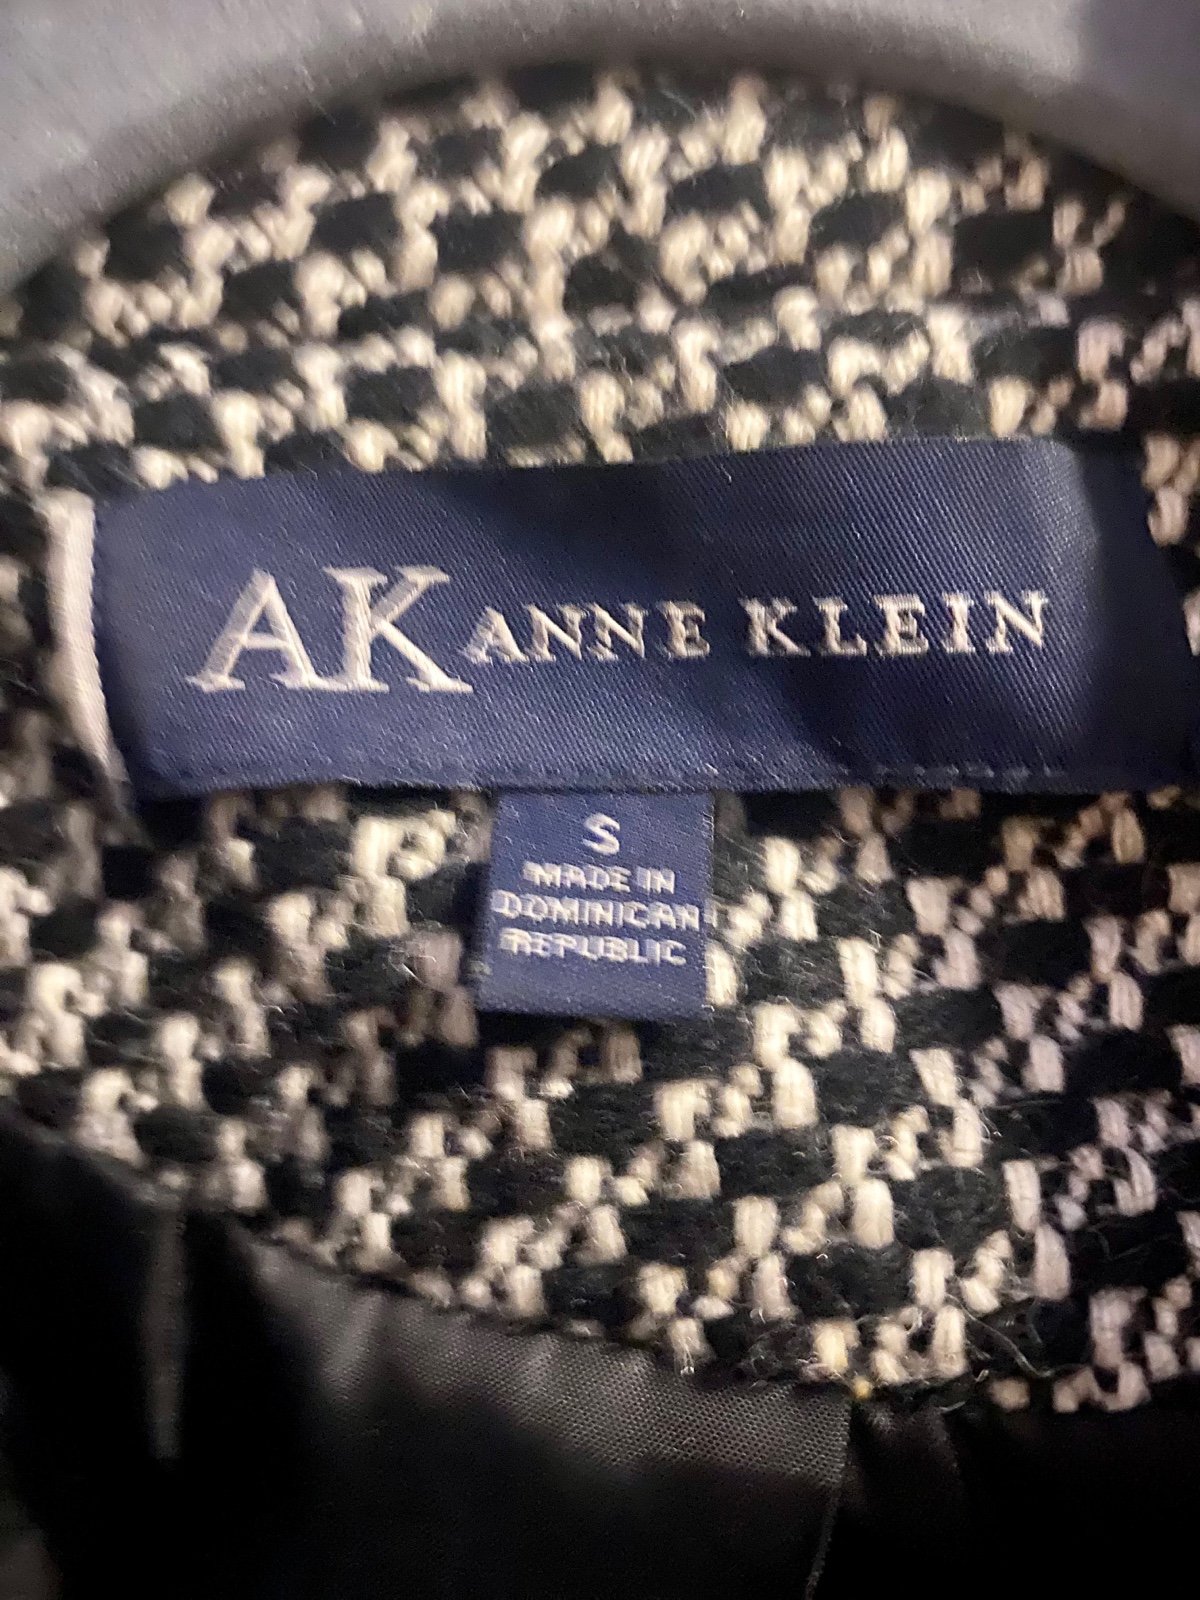 AK ANNE KLEIN
S
MADE IN
DOMINICAN
REPUBLIC